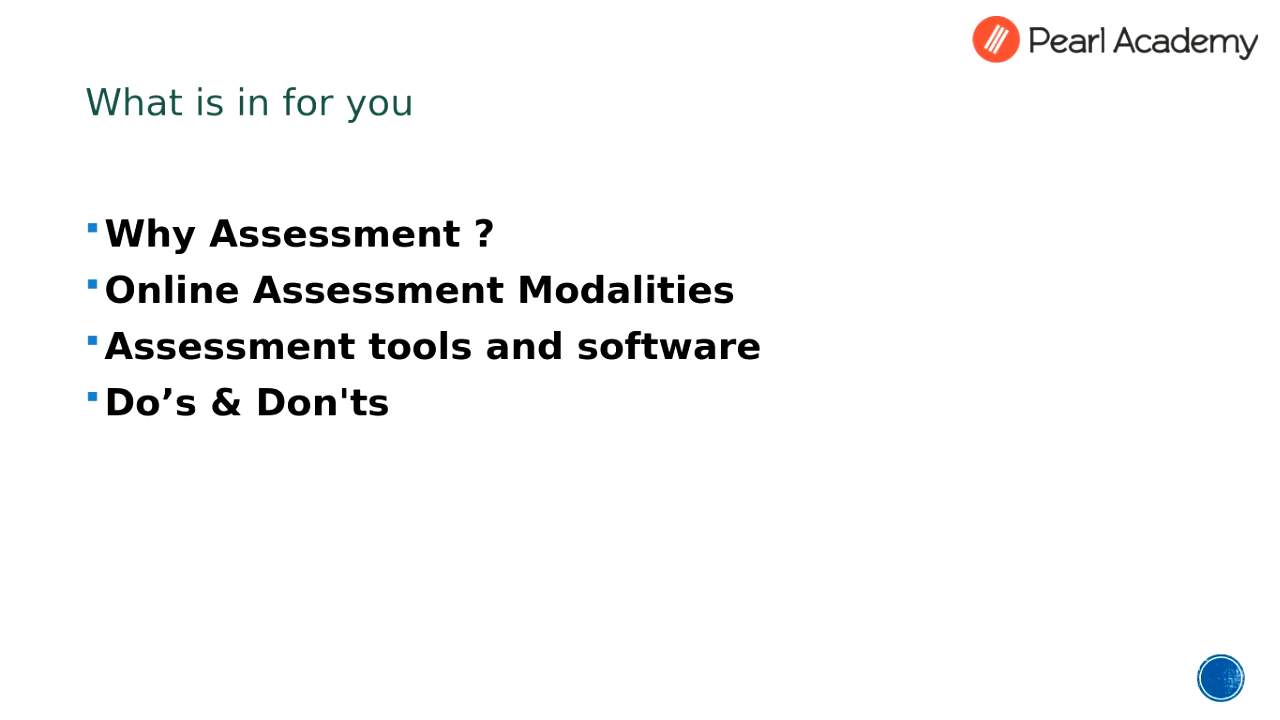 Pearl Academy
What is in for you
Why Assessment ?
Online Assessment Modalities
Assessment tools and software
Do’s & Don'ts